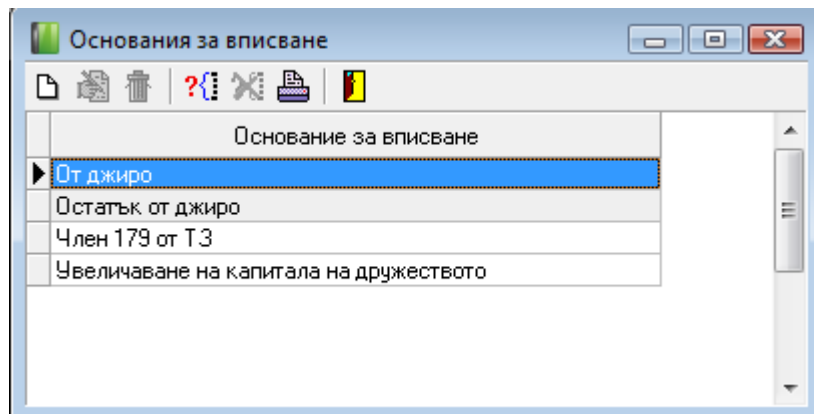 Основания за вписване
?{
Основание за вписване
От джиро
Остатък от джиро
Член 179 от ТЗ
Увеличаване на капитала на дружеството